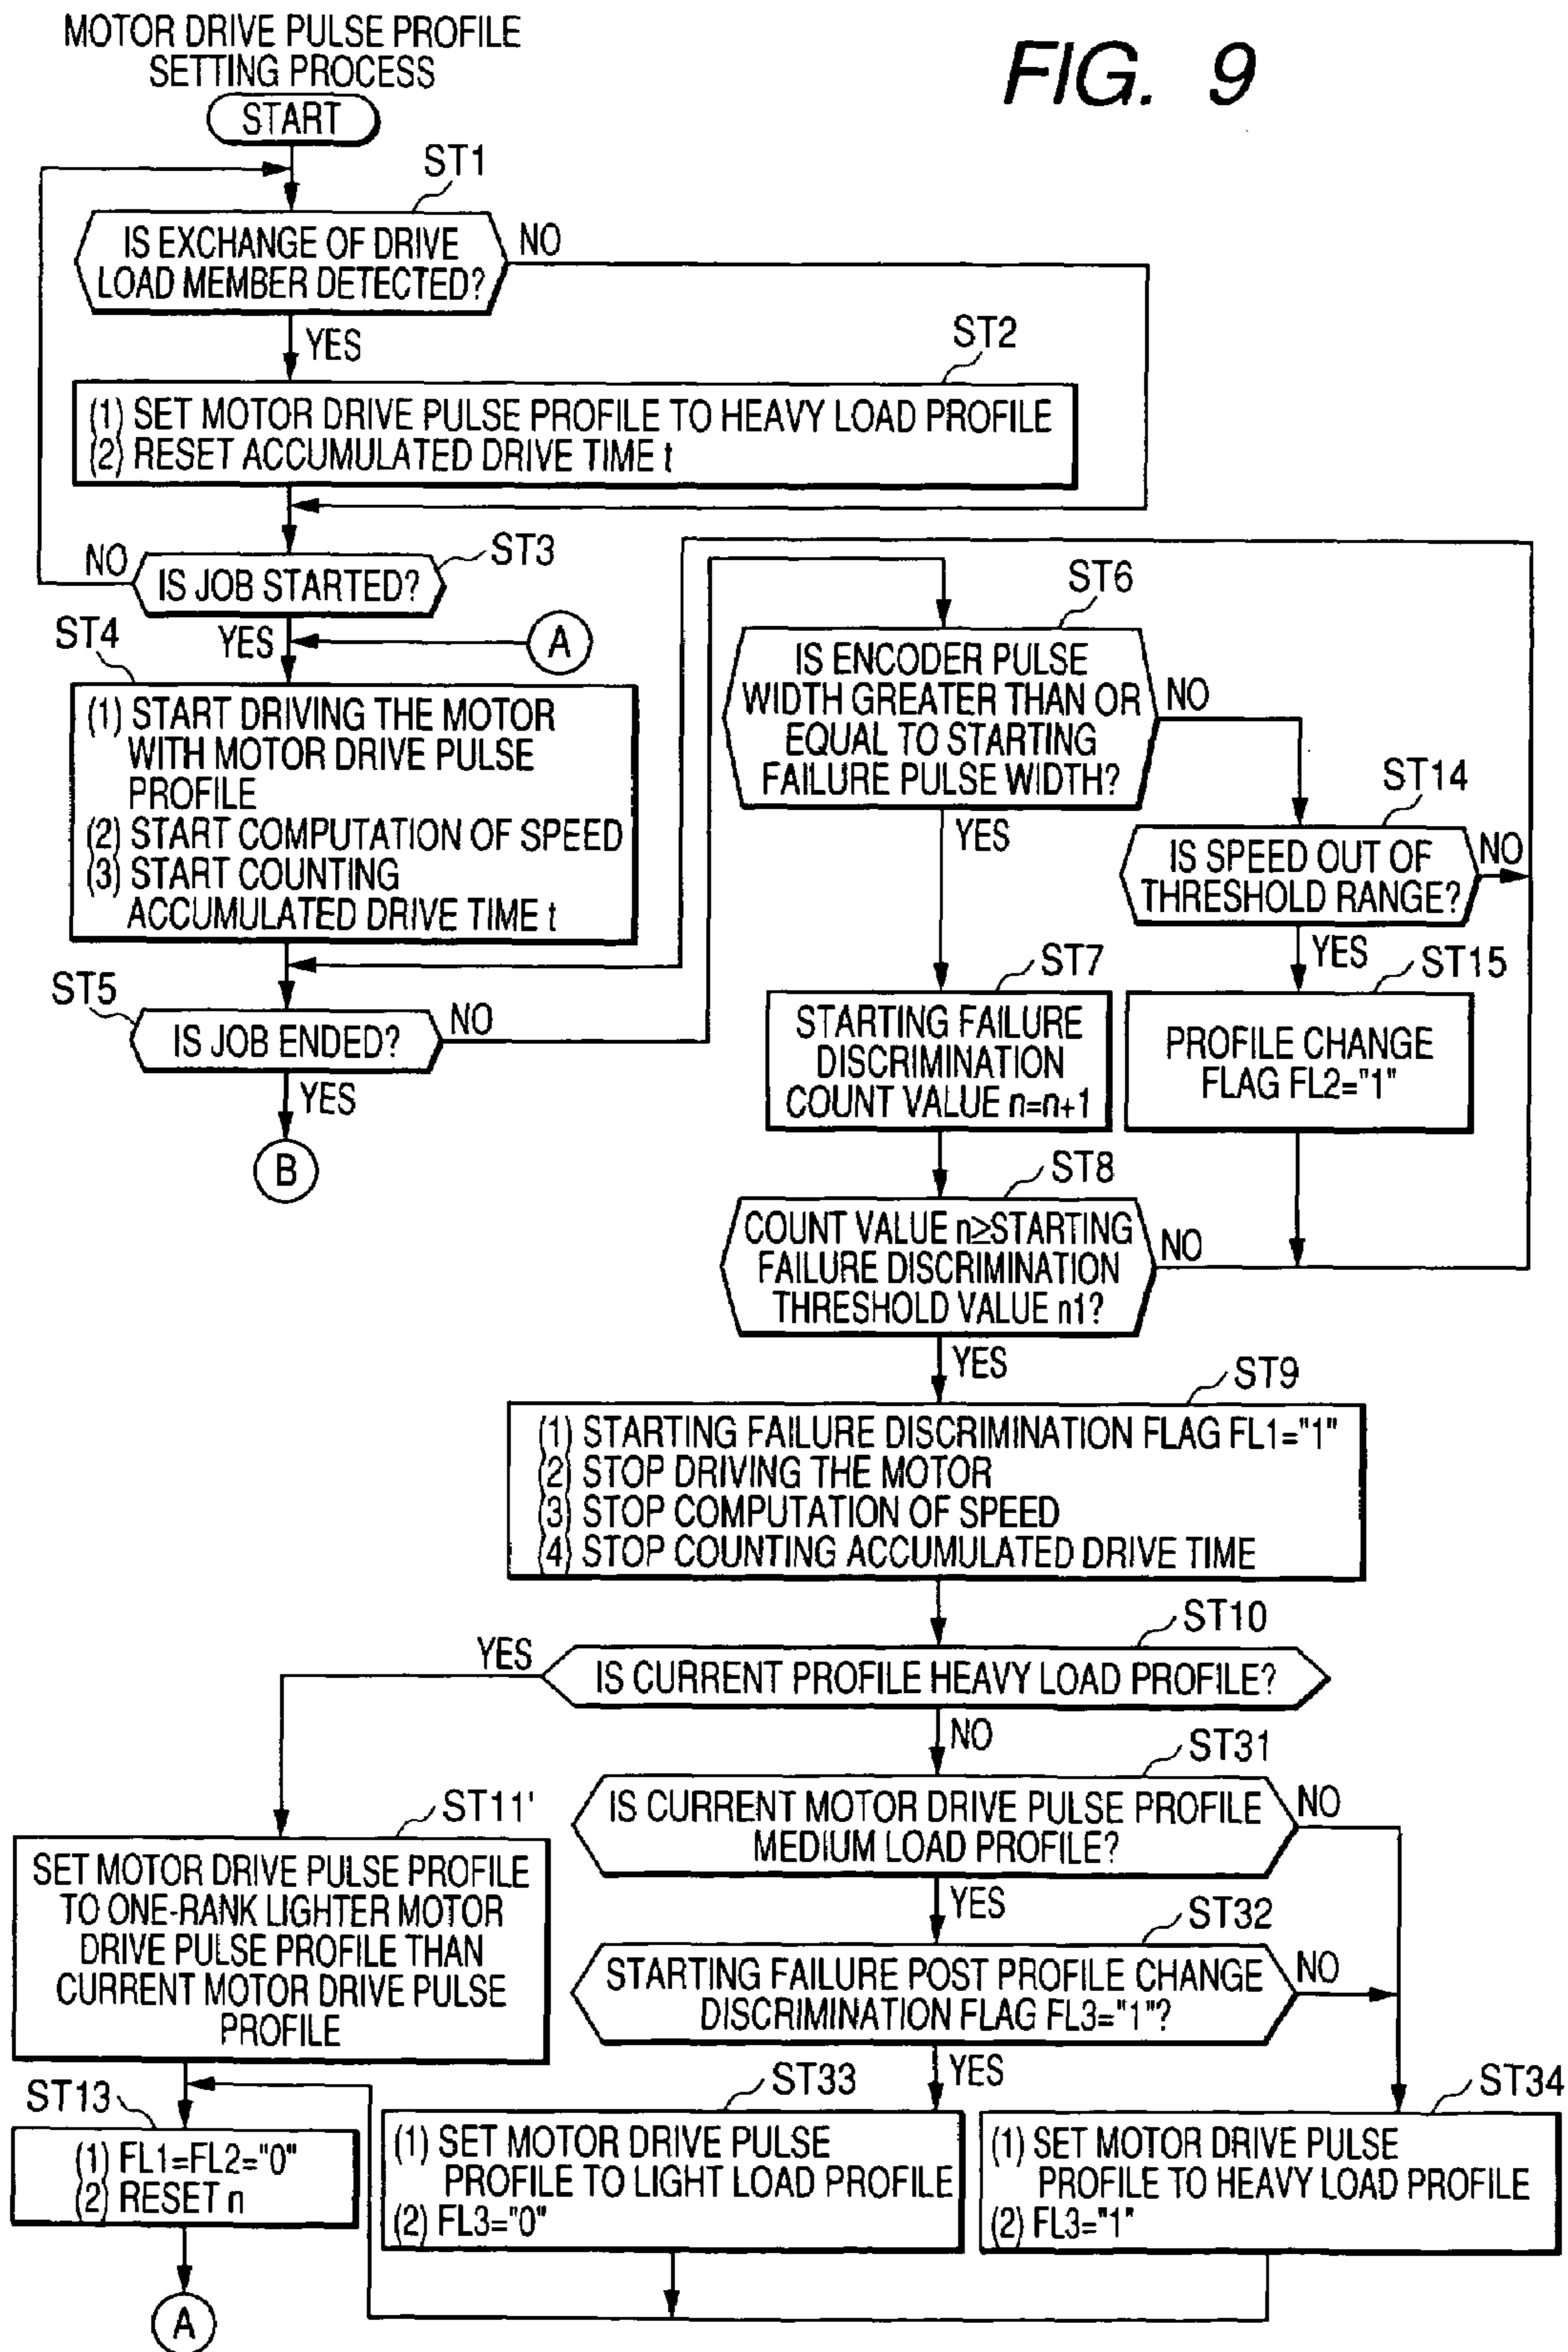 MOTOR DRIVE PULSE PROFILE
SETTING PROCESS
FIG. 9
START
ST1
IS EXCHANGE OF DRIVE
LOAD MEMBER DETECTED?
NO
YES
ST2
(1) SET MOTOR DRIVE PULSE PROFILE TO HEAVY LOAD PROFILE
(2) RESET ACCUMULATED DRIVE TIME t
ST3
NO
IS JOB STARTED?
YES
A
ST4
(1) START DRIVING THE MOTOR
WITH MOTOR DRIVE PULSE
PROFILE
(2) START COMPUTATION OF SPEED
(3) START COUNTING
ACCUMULATED DRIVE TIME t
ST5
IS JOB ENDED?
NO
YES
B
ST6
IS ENCODER PULSE
WIDTH GREATER THAN OR
EQUAL TO STARTING
FAILURE PULSE WIDTH?
NO
YES
ST14
IS SPEED OUT OF
THRESHOLD RANGE?
NO
YES
ST15
PROFILE CHANGE
FLAG FL2="1"
ST7
STARTING FAILURE
DISCRIMINATION
COUNT VALUE n=n+1
ST8
COUNT VALUE n≥STARTING
FAILURE DISCRIMINATION
THRESHOLD VALUE n1?
NO
YES
ST9
(1) STARTING FAILURE DISCRIMINATION FLAG FL1="1"
(2) STOP DRIVING THE MOTOR
(3) STOP COMPUTATION OF SPEED
(4) STOP COUNTING ACCUMULATED DRIVE TIME
ST10
YES
IS CURRENT PROFILE HEAVY LOAD PROFILE?
NO
ST31
IS CURRENT MOTOR DRIVE PULSE PROFILE
MEDIUM LOAD PROFILE?
NO
YES
ST11'
SET MOTOR DRIVE PULSE PROFILE
TO ONE-RANK LIGHTER MOTOR
DRIVE PULSE PROFILE THAN
CURRENT MOTOR DRIVE PULSE
PROFILE
ST32
STARTING FAILURE POST PROFILE CHANGE
DISCRIMINATION FLAG FL3="1"?
NO
YES
ST13
(1) FL1=FL2="0"
(2) RESET n
A
ST33
(1) SET MOTOR DRIVE PULSE
PROFILE TO LIGHT LOAD PROFILE
(2) FL3="0"
ST34
(1) SET MOTOR DRIVE PULSE
PROFILE TO HEAVY LOAD PROFILE
(2) FL3="1"